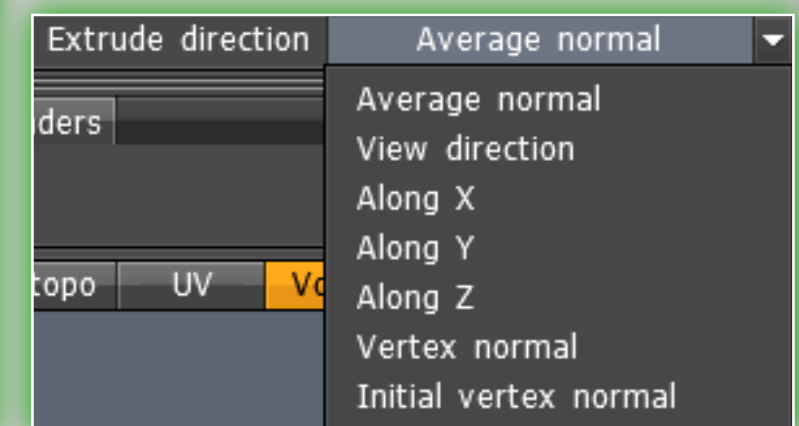 Extrude direction Average normal
Average normal
View direction
Along X
Along Y
Along Z
Vertex normal
Initial vertex normal
ders
topo UV Vo